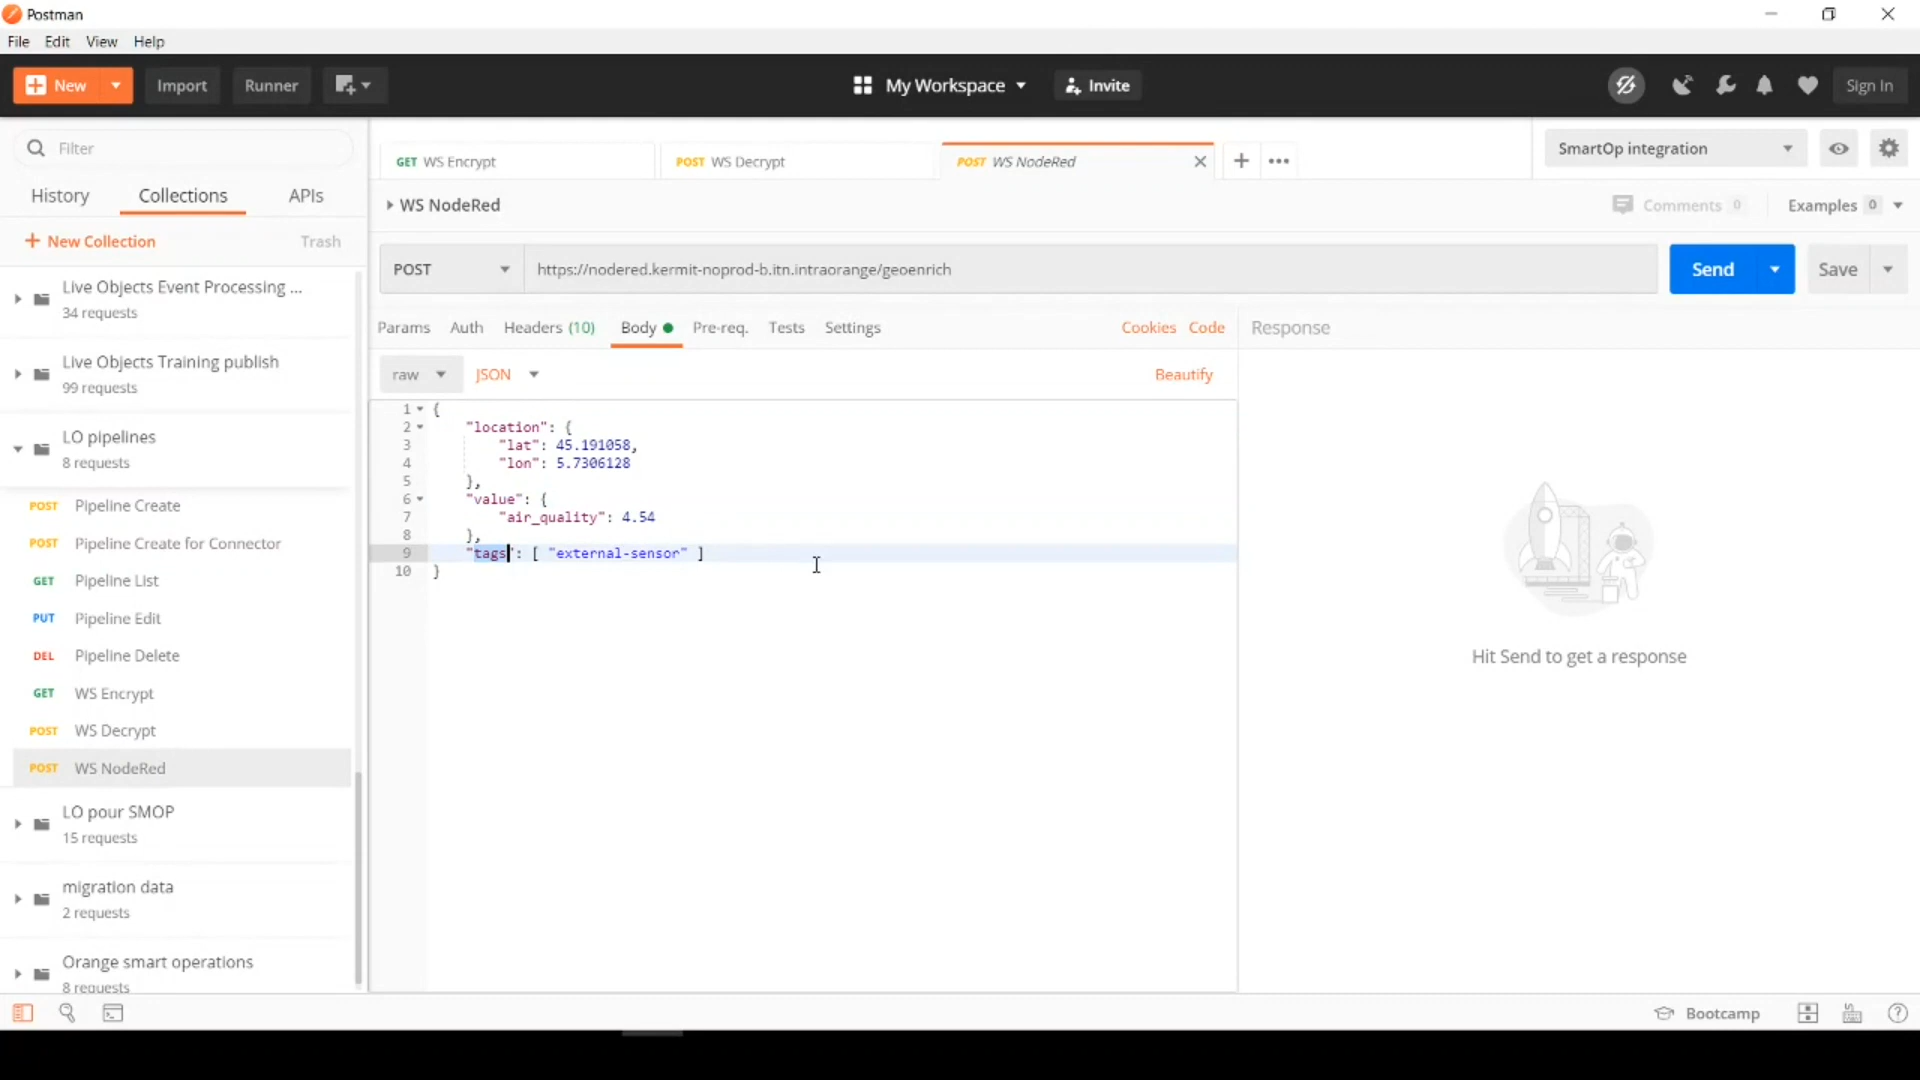 Postman
File Edit View Help
New Import Runner My Workspace Invite Sign In
Filter
History Collections APIs
+ New Collection Trash
Live Objects Event Processing ...
34 requests
Live Objects Training publish
99 requests
LO pipelines
8 requests
POST Pipeline Create
POST Pipeline Create for Connector
GET Pipeline List
PUT Pipeline Edit
DEL Pipeline Delete
GET WS Encrypt
POST WS Decrypt
POST WS NodeRed
LO pour SMOP
15 requests
migration data
2 requests
Orange smart operations
8 requests
GET WS Encrypt POST WS Decrypt POST WS NodeRed
SmartOp integration
WS NodeRed Comments 0 Examples 0
POST https://nodered.kermit-noprod-b.itn.intraorange/geoenrich Send Save
Params Auth Headers (10) Body Pre-req. Tests Settings Cookies Code
raw JSON Beautify
1 {
2 "location": {
3 "lat": 45.191058,
4 "lon": 5.7306128
5 },
6 "value": {
7 "air_quality": 4.54
8 },
9 "tags": [ "external-sensor" ]
10 }
Response
Hit Send to get a response
Bootcamp